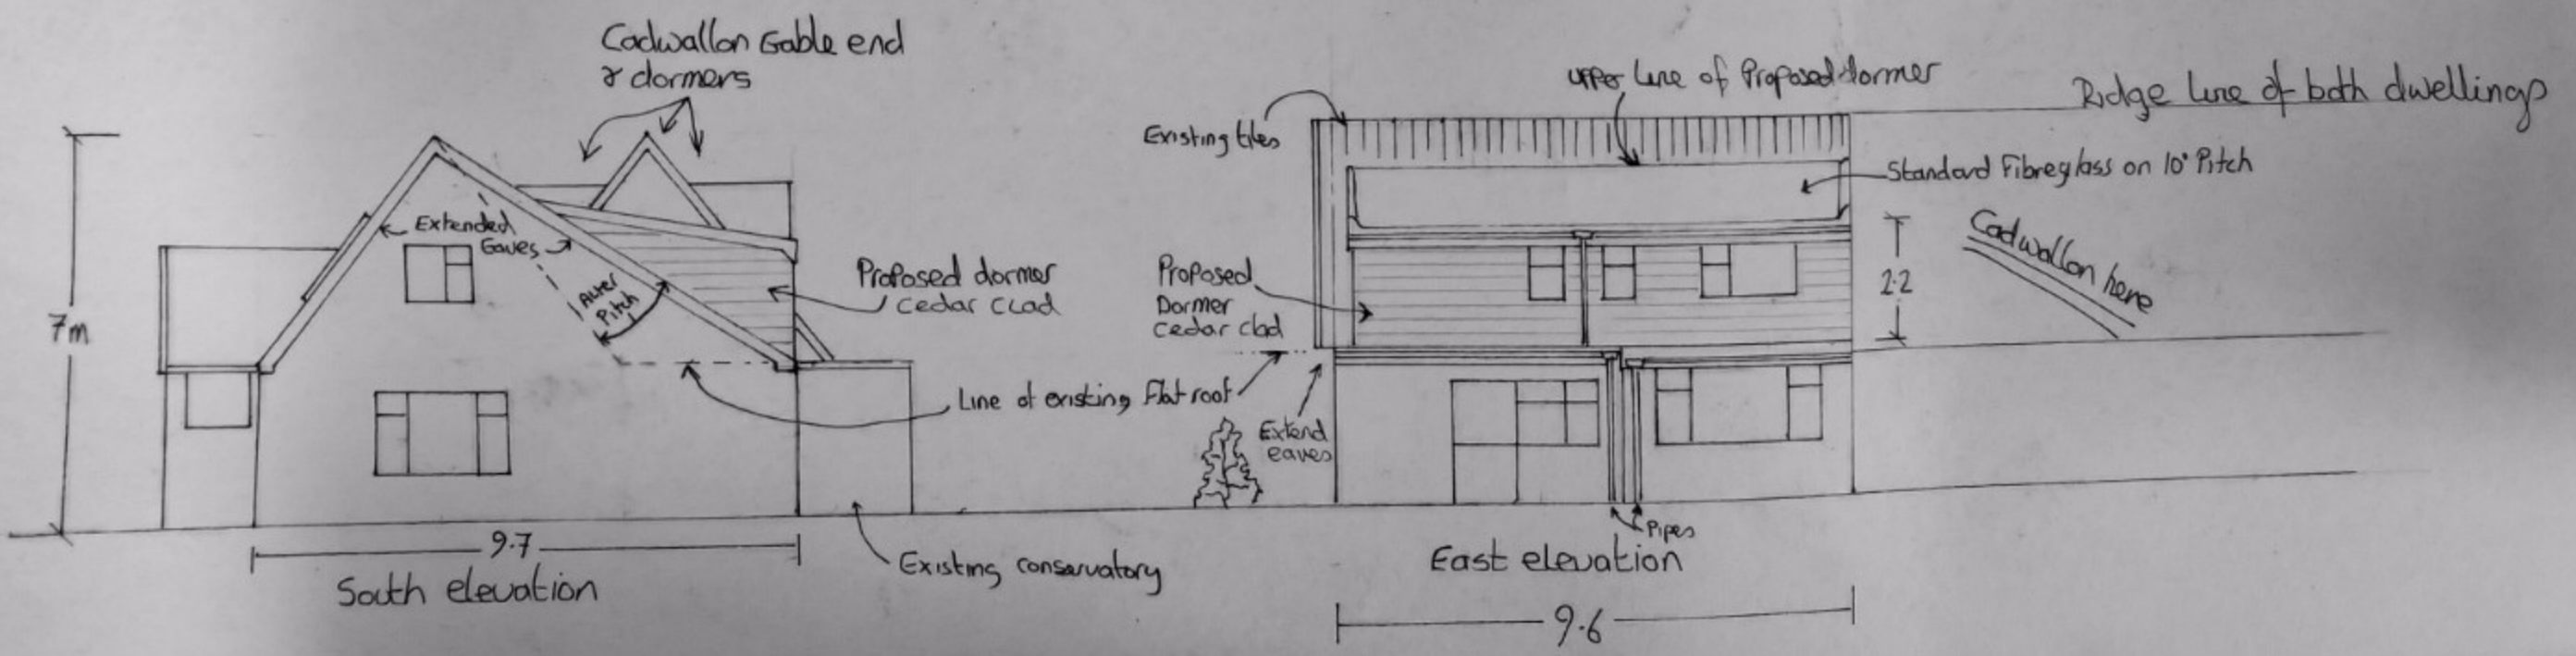 Cadwallon Gable end
& dormers
7m
Extended
Eaves
Alter
Pitch
Proposed dormer
cedar clad
Line of existing Flat roof
9.7
South elevation
Existing conservatory
upper line of Proposed dormer
Ridge line of both dwellings
Existing tiles
Standard Fibreglass on 10° Pitch
Proposed
Dormer
cedar clad
2.2
Cadwallon here
Extend
eaves
Pipes
East elevation
9.6